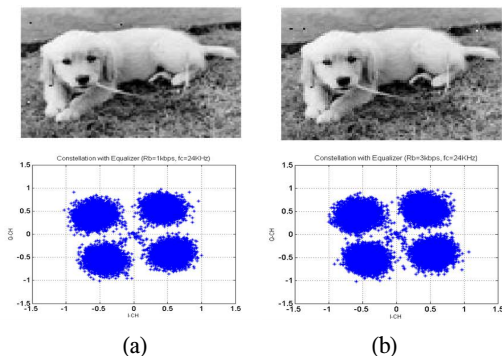 Constellation with Equalizer (Rb=1kbps, fc=24KHz)
1.5
1
0.5
0
-0.5
-1
-1.5
Q-CH
-1.5 -1 -0.5 0 0.5 1 1.5
I-CH
(a)
Constellation with Equalizer (Rb=3kbps, fc=24KHz)
1.5
1
0.5
0
-0.5
-1
-1.5
Q-CH
-1.5 -1 -0.5 0 0.5 1 1.5
I-CH
(b)